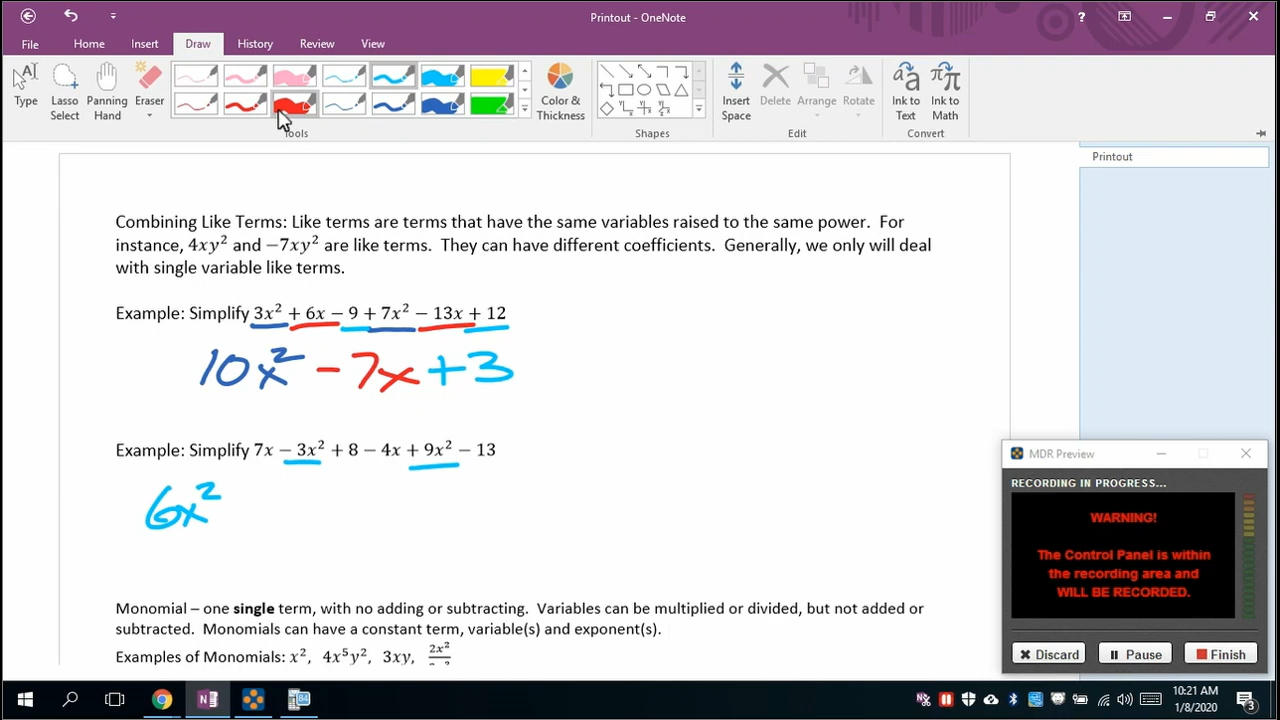 Printout - OneNote
?
File Home Insert Draw History Review View
Type
Lasso Select
Panning Hand
Eraser
Color & Thickness
Insert Space
Delete
Arrange
Rotate
Ink to Text
Ink to Math
Tools
Shapes
Edit
Convert
Printout
Combining Like Terms: Like terms are terms that have the same variables raised to the same power. For
instance, 4xy² and −7xy² are like terms. They can have different coefficients. Generally, we only will deal
with single variable like terms.
Example: Simplify 3x² + 6x − 9 + 7x² − 13x + 12
10x² − 7x + 3
Example: Simplify 7x − 3x² + 8 − 4x + 9x² − 13
6x²
Monomial – one single term, with no adding or subtracting. Variables can be multiplied or divided, but not added or
subtracted. Monomials can have a constant term, variable(s) and exponent(s).
Examples of Monomials: x², 4x⁵y², 3xy, 2x²
MDR Preview
RECORDING IN PROGRESS...
WARNING!
The Control Panel is within
the recording area and
WILL BE RECORDED.
Discard Pause Finish
84
10:21 AM
1/8/2020
3